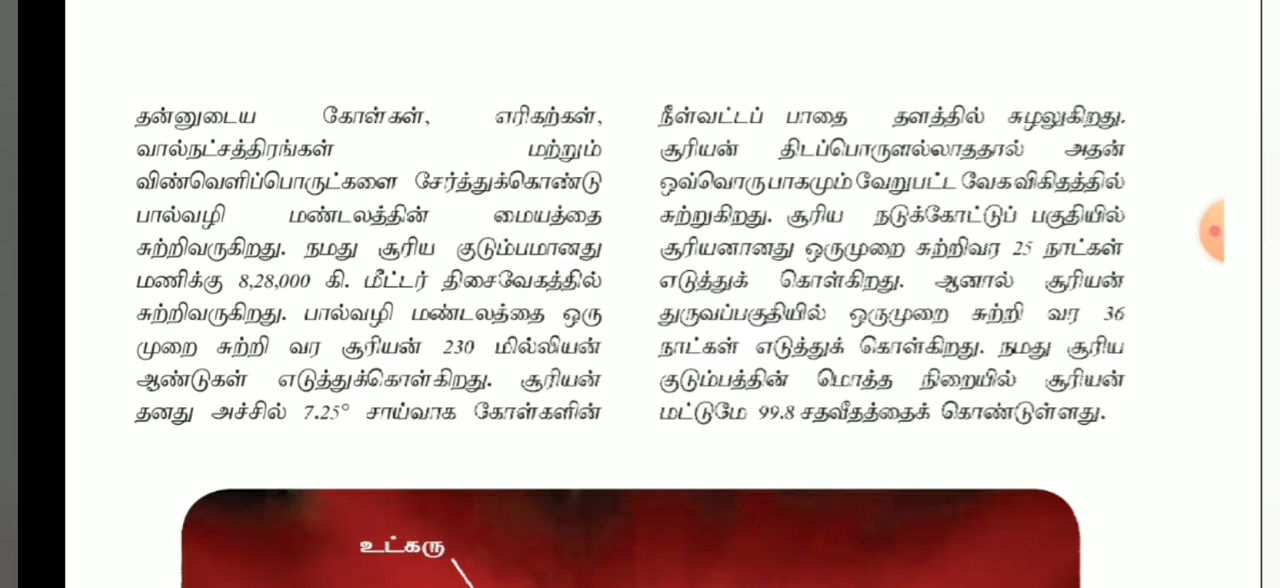 தன்னுடைய கோள்கள், எரிகற்கள்,
வால்நட்சத்திரங்கள் மற்றும்
விண்வெளிப்பொருட்களை சேர்த்துக்கொண்டு
பால்வழி மண்டலத்தின் மையத்தை
சுற்றிவருகிறது. நமது சூரிய குடும்பமானது
மணிக்கு 8,28,000 கி. மீட்டர் திசைவேகத்தில்
சுற்றிவருகிறது. பால்வழி மண்டலத்தை ஒரு
முறை சுற்றி வர சூரியன் 230 மில்லியன்
ஆண்டுகள் எடுத்துக்கொள்கிறது. சூரியன்
தனது அச்சில் 7.25° சாய்வாக கோள்களின்
நீள்வட்டப் பாதை தளத்தில் சுழலுகிறது.
சூரியன் திடப்பொருளல்லாததால் அதன்
ஒவ்வொருபாகமும் வேறுபட்ட வேகவிகிதத்தில்
சுற்றுகிறது. சூரிய நடுக்கோட்டுப் பகுதியில்
சூரியனானது ஒருமுறை சுற்றிவர 25 நாட்கள்
எடுத்துக் கொள்கிறது. ஆனால் சூரியன்
துருவப்பகுதியில் ஒருமுறை சுற்றி வர 36
நாட்கள் எடுத்துக் கொள்கிறது. நமது சூரிய
குடும்பத்தின் மொத்த நிறையில் சூரியன்
மட்டுமே 99.8 சதவீதத்தைக் கொண்டுள்ளது.
உட்கரு